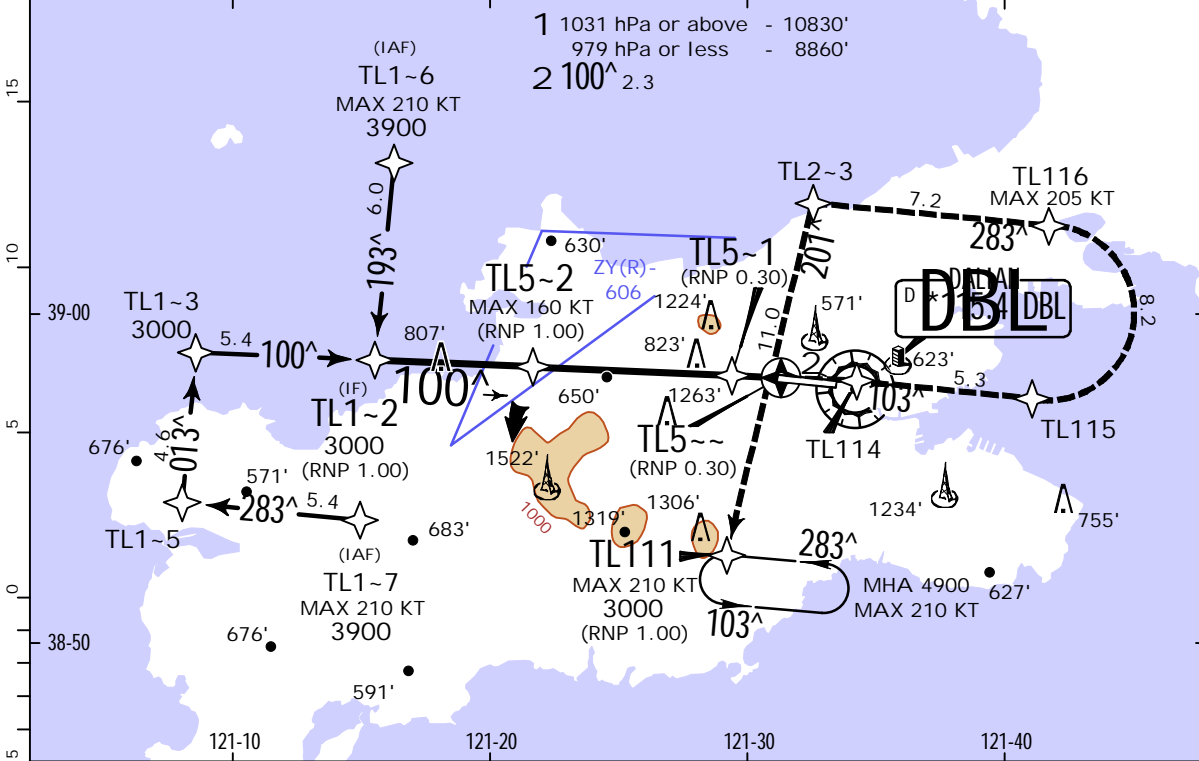 1 1031 hPa or above - 10830'
979 hPa or less - 8860'
2 100^ 2.3
(IAF)
TL1~6
MAX 210 KT
3900
15
6.0
193^
TL2~3
7.2
TL116
MAX 205 KT
283^
201^
10
630'
TL5~1
(RNP 0.30)
ZY(R)-
606
TL5~2
MAX 160 KT
(RNP 1.00)
1224'
571'
11.0
DALIAN
D
DBL
DBL
8.2
TL1~3
3000
39-00
5.4
100^
807'
823'
2
623'
100^
(IF)
TL1~2
3000
(RNP 1.00)
650'
1263'
103^
5.3
TL115
TL5~~
(RNP 0.30)
TL114
676'
4.6
013^
5
571'
283^
5.4
1522'
1000
1319'
1306'
1234'
755'
TL1~5
683'
(IAF)
TL1~7
MAX 210 KT
3900
TL111
MAX 210 KT
3000
(RNP 1.00)
283^
103^
MHA 4900
MAX 210 KT
627'
0
38-50
676'
591'
5
121-10
121-20
121-30
121-40